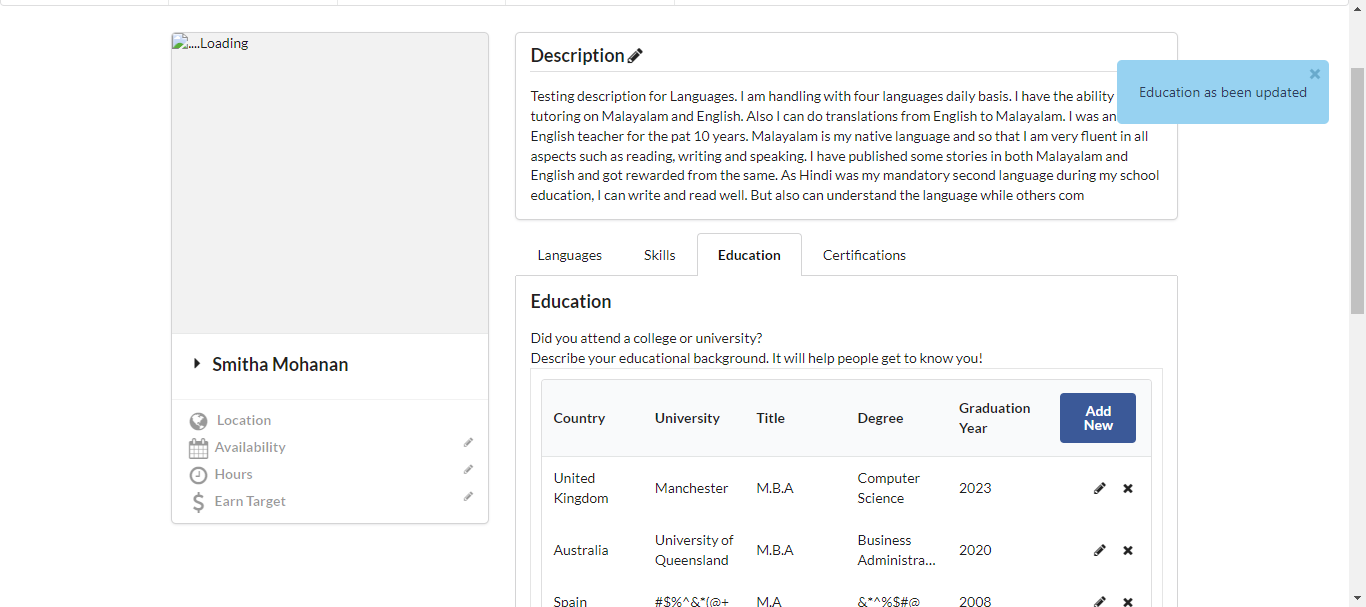 ....Loading
Smitha Mohanan
Location
Availability
Hours
Earn Target
Description
Testing description for Languages. I am handling with four languages daily basis. I have the ability
tutoring on Malayalam and English. Also I can do translations from English to Malayalam. I was an
English teacher for the pat 10 years. Malayalam is my native language and so that I am very fluent in all
aspects such as reading, writing and speaking. I have published some stories in both Malayalam and
English and got rewarded from the same. As Hindi was my mandatory second language during my school
education, I can write and read well. But also can understand the language while others com
Education as been updated
Languages Skills Education Certifications
Education
Did you attend a college or university?
Describe your educational background. It will help people get to know you!
Country University Title Degree Graduation Year Add New
United Kingdom Manchester M.B.A Computer Science 2023
Australia University of Queensland M.B.A Business Administra... 2020
Spain #$%^&*(@+ M.A &*^%$#@ 2008